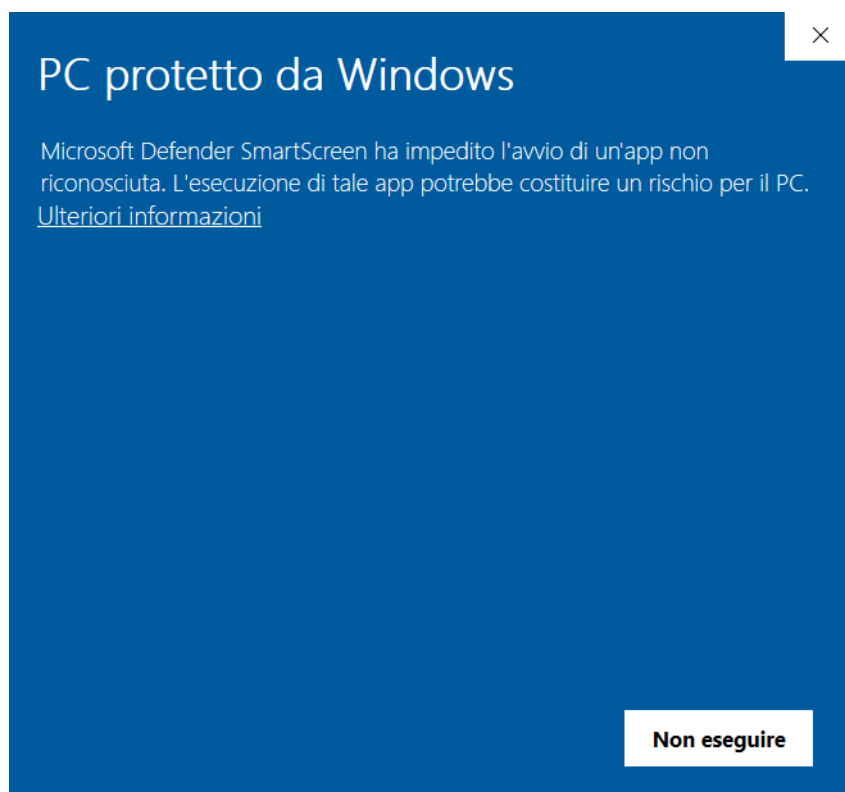 PC protetto da Windows
Microsoft Defender SmartScreen ha impedito l'avvio di un'app non
riconosciuta. L'esecuzione di tale app potrebbe costituire un rischio per il PC.
Ulteriori informazioni
Non eseguire